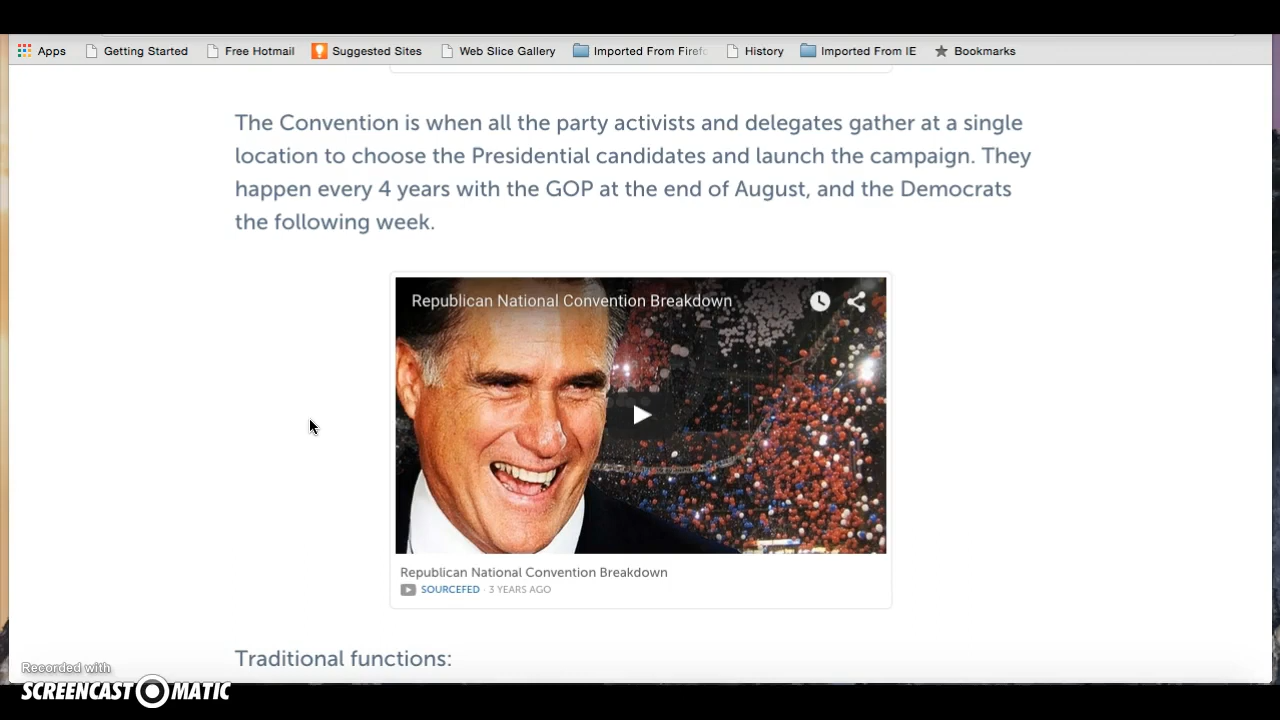 Apps Getting Started Free Hotmail Suggested Sites Web Slice Gallery Imported From Firefo History Imported From IE Bookmarks
The Convention is when all the party activists and delegates gather at a single
location to choose the Presidential candidates and launch the campaign. They
happen every 4 years with the GOP at the end of August, and the Democrats
the following week.
Republican National Convention Breakdown
Republican National Convention Breakdown
SOURCEFED · 3 YEARS AGO
Traditional functions:
Recorded with
SCREENCAST-O-MATIC